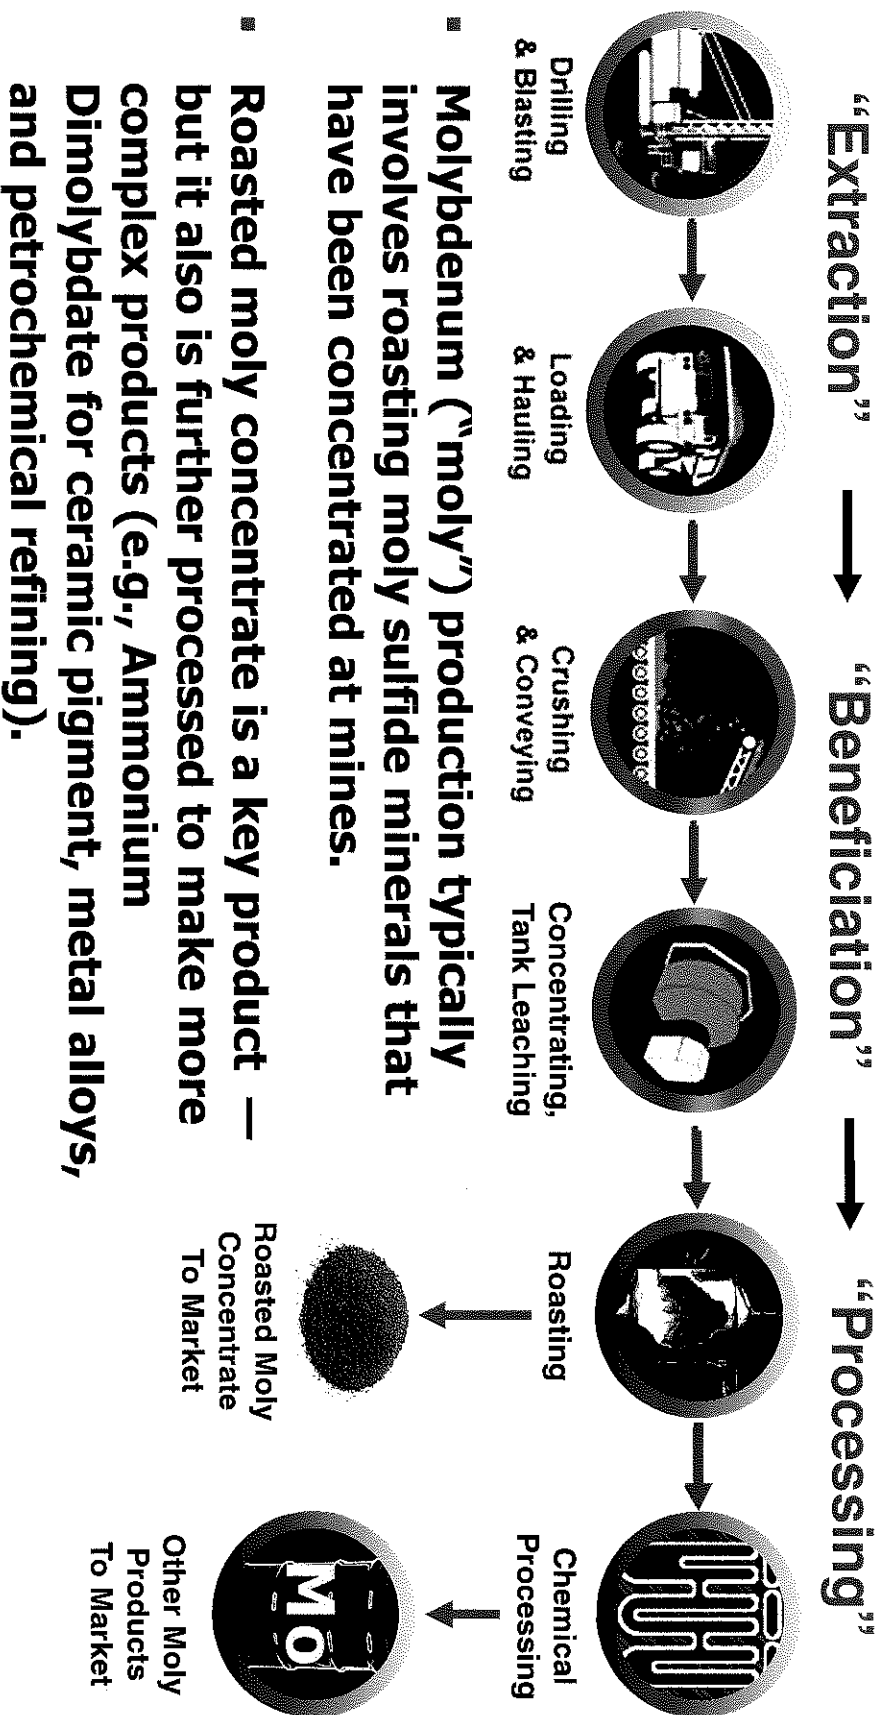 “Extraction” “Beneficiation” “Processing”
Drilling
& Blasting
Loading
& Hauling
Crushing
& Conveying
Concentrating,
Tank Leaching
Roasting
Chemical
Processing
▪ Molybdenum (“moly”) production typically
involves roasting moly sulfide minerals that
have been concentrated at mines.
▪ Roasted moly concentrate is a key product —
but it also is further processed to make more
complex products (e.g., Ammonium
Dimolybdate for ceramic pigment, metal alloys,
and petrochemical refining).
Roasted Moly
Concentrate
To Market
MO
Other Moly
Products
To Market